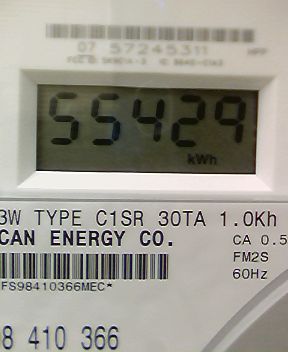 07 57245311
55429
kWh
3W TYPE C1SR 30TA 1.0Kh
CAN ENERGY CO.
CA 0.5
FM2S
60Hz
FS98410366MEC*
8 410 366